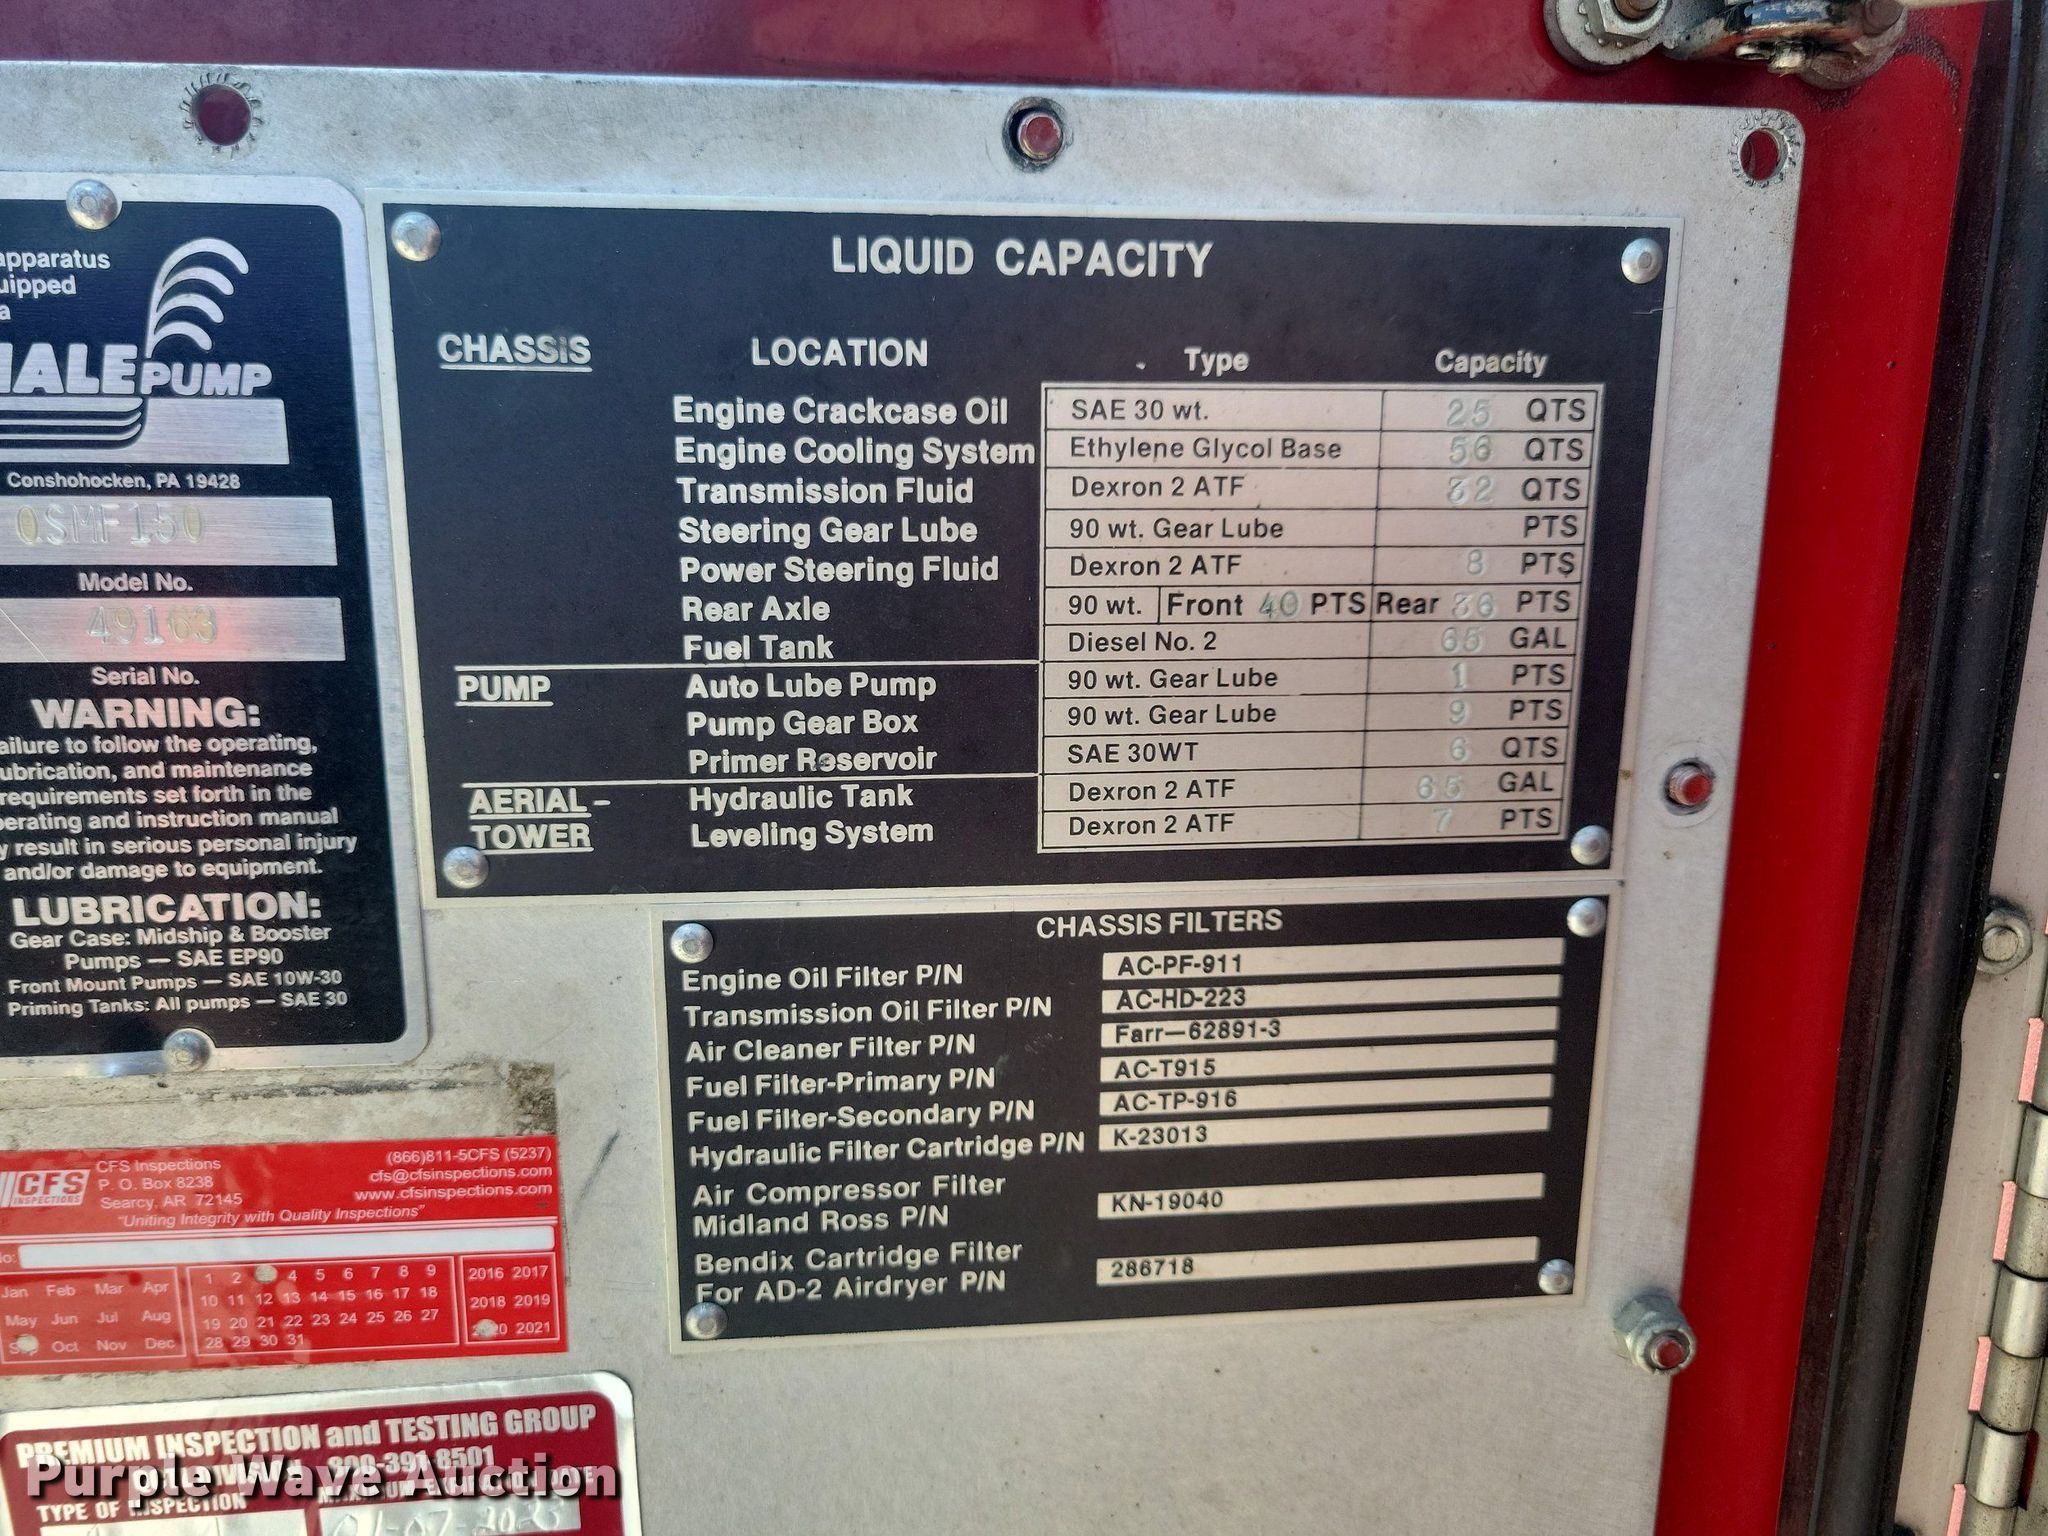 apparatus
a
HALE PUMP
Conshohocken, PA 19428
QSMF150
Model No.
49163
Serial No.
WARNING:
to follow the operating,
and maintenance
requirements set forth in the
and instruction manual
result in serious personal injury
and/or damage to equipment.
LUBRICATION:
Gear Case: Midship & Booster
Pumps — SAE EP90
Front Mount Pumps — SAE 10W-30
Priming Tanks: All pumps — SAE 30
LIQUID CAPACITY
CHASSIS LOCATION Type Capacity
Engine Crackcase Oil SAE 30 wt. 25 QTS
Engine Cooling System Ethylene Glycol Base 56 QTS
Transmission Fluid Dexron 2 ATF 32 QTS
Steering Gear Lube 90 wt. Gear Lube PTS
Power Steering Fluid Dexron 2 ATF 8 PTS
Rear Axle 90 wt. Front 40 PTS Rear 36 PTS
Fuel Tank Diesel No. 2 65 GAL
PUMP Auto Lube Pump 90 wt. Gear Lube 1 PTS
Pump Gear Box 90 wt. Gear Lube 9 PTS
Primer Reservoir SAE 30WT 6 QTS
AERIAL- Hydraulic Tank Dexron 2 ATF 65 GAL
TOWER Leveling System Dexron 2 ATF 7 PTS
CHASSIS FILTERS
Engine Oil Filter P/N AC-PF-911
Transmission Oil Filter P/N AC-HD-223
Air Cleaner Filter P/N Farr—62891-3
Fuel Filter-Primary P/N AC-T915
Fuel Filter-Secondary P/N AC-TP-916
Hydraulic Filter Cartridge P/N K-23013
Air Compressor Filter
Midland Ross P/N KN-19040
Bendix Cartridge Filter
For AD-2 Airdryer P/N 286718
CFS INSPECTIONS
CFS Inspections
P. O. Box 8238
Searcy, AR 72145
(866)811-5CFS (5237)
cfs@cfsinspections.com
www.cfsinspections.com
"Uniting Integrity with Quality Inspections"
No:
Jan Feb Mar Apr
May Jun Jul Aug
Oct Nov Dec
1 2 4 5 6 7 8 9
10 11 12 13 14 15 16 17 18
19 20 21 22 23 24 25 26 27
28 29 30 31
2016 2017
2018 2019
2021
PREMIUM INSPECTION and TESTING GROUP
800-391-8501
TYPE OF INSPECTION
Purple Wave Auction